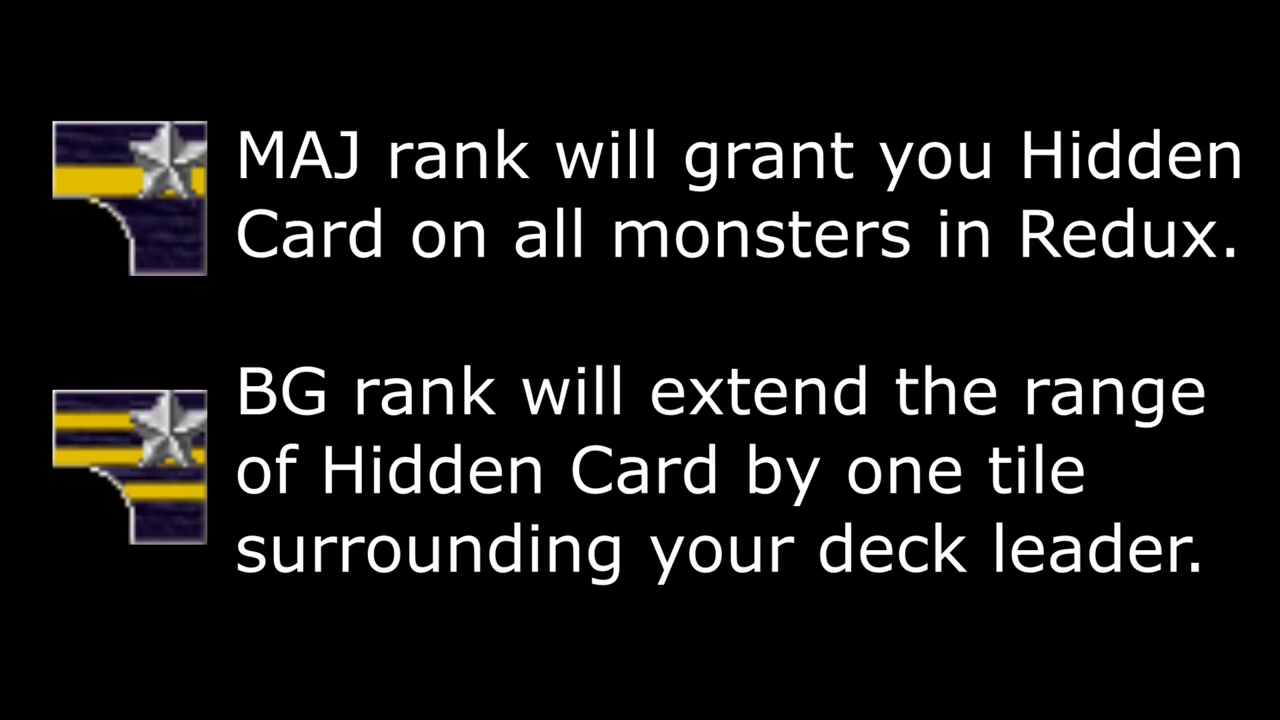 MAJ rank will grant you Hidden
Card on all monsters in Redux.
BG rank will extend the range
of Hidden Card by one tile
surrounding your deck leader.